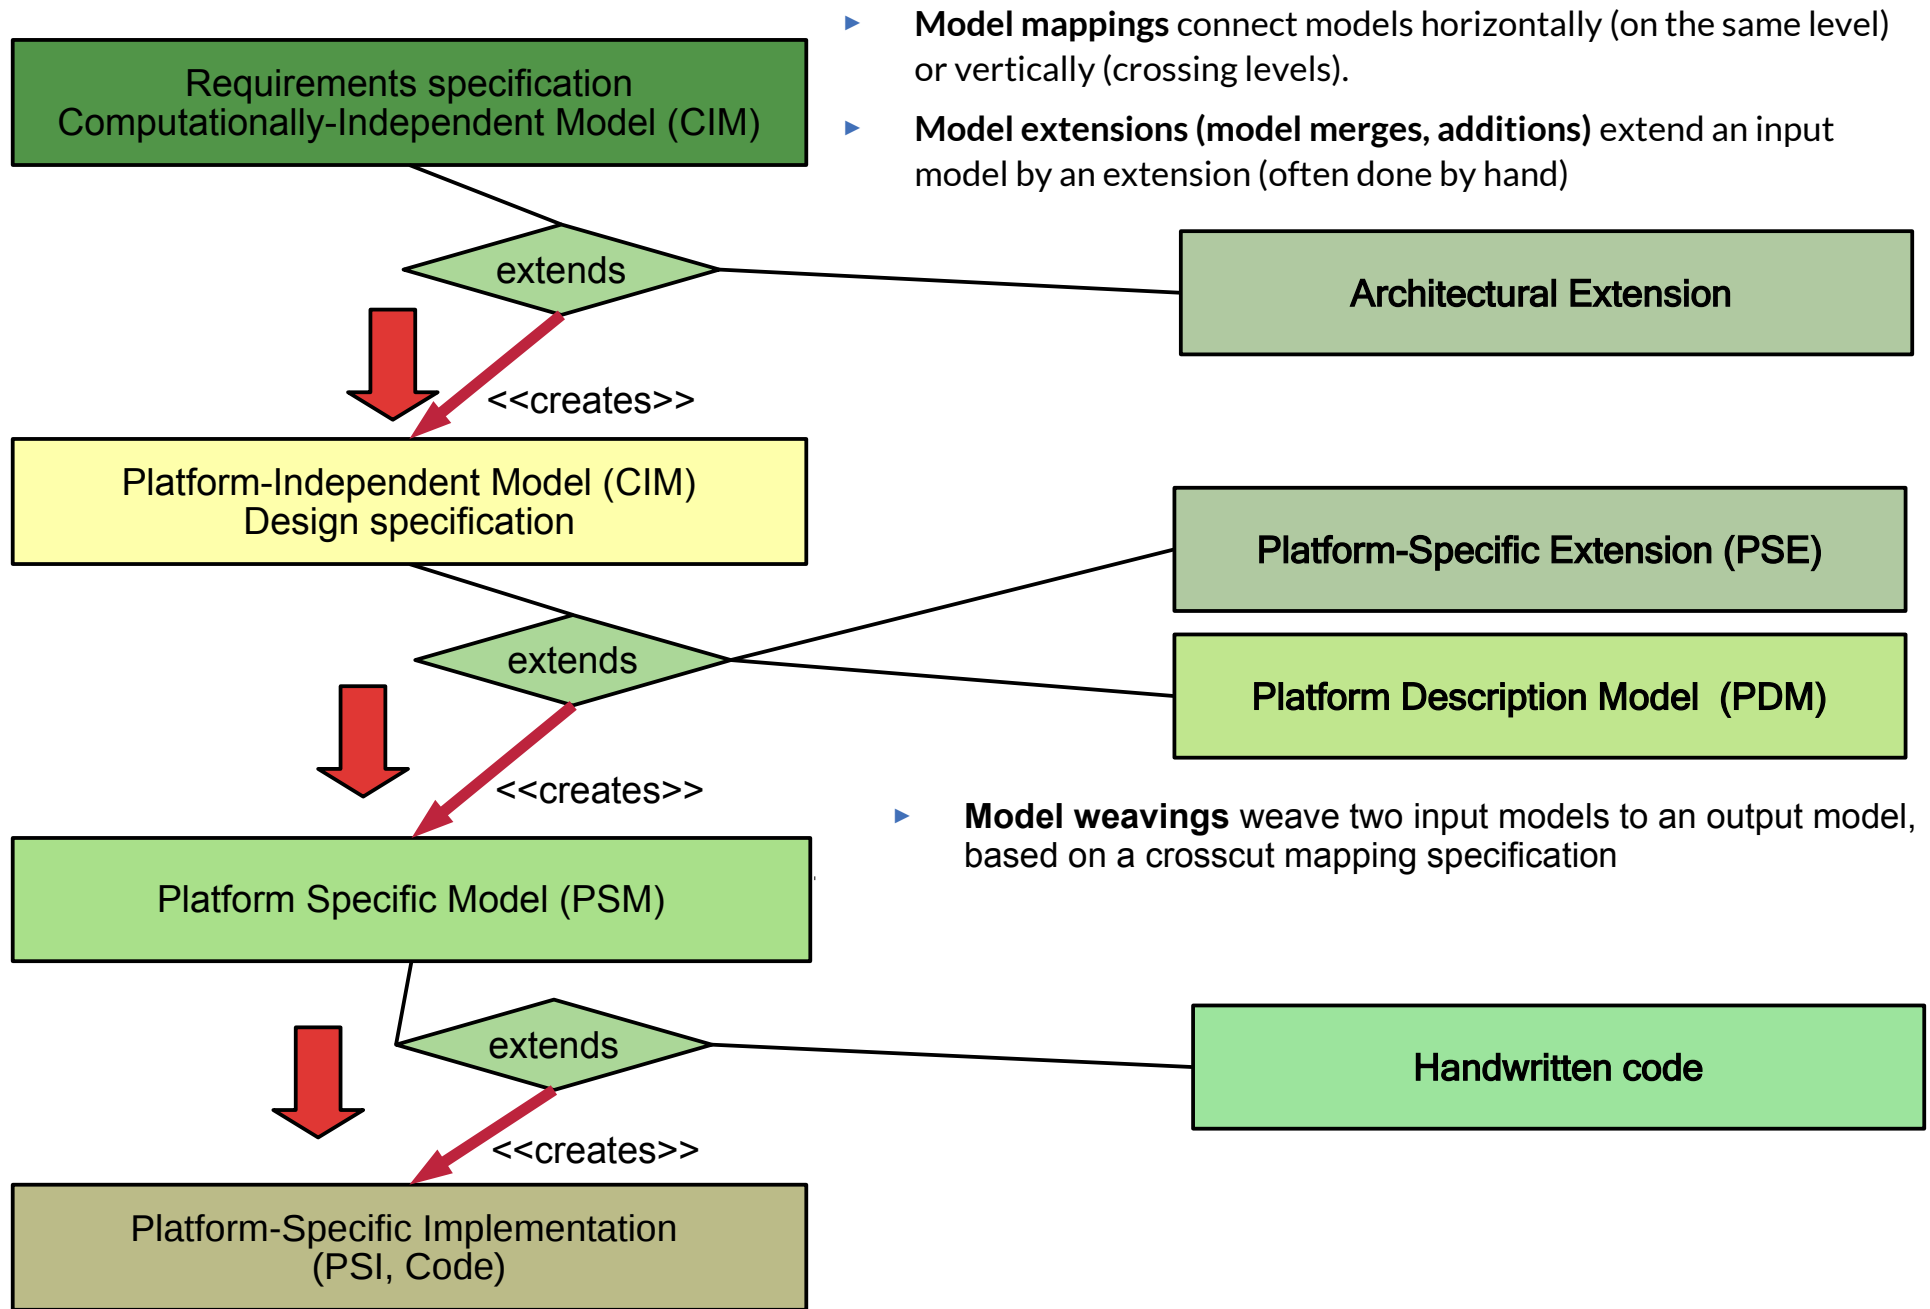 ► Model mappings connect models horizontally (on the same level)
or vertically (crossing levels).
► Model extensions (model merges, additions) extend an input
model by an extension (often done by hand)
Requirements specification
Computationally-Independent Model (CIM)
extends
Architectural Extension
<<creates>>
Platform-Independent Model (CIM)
Design specification
Platform-Specific Extension (PSE)
extends
Platform Description Model  (PDM)
<<creates>>
► Model weavings weave two input models to an output model,
based on a crosscut mapping specification
Platform Specific Model (PSM)
extends
Handwritten code
<<creates>>
Platform-Specific Implementation
(PSI, Code)